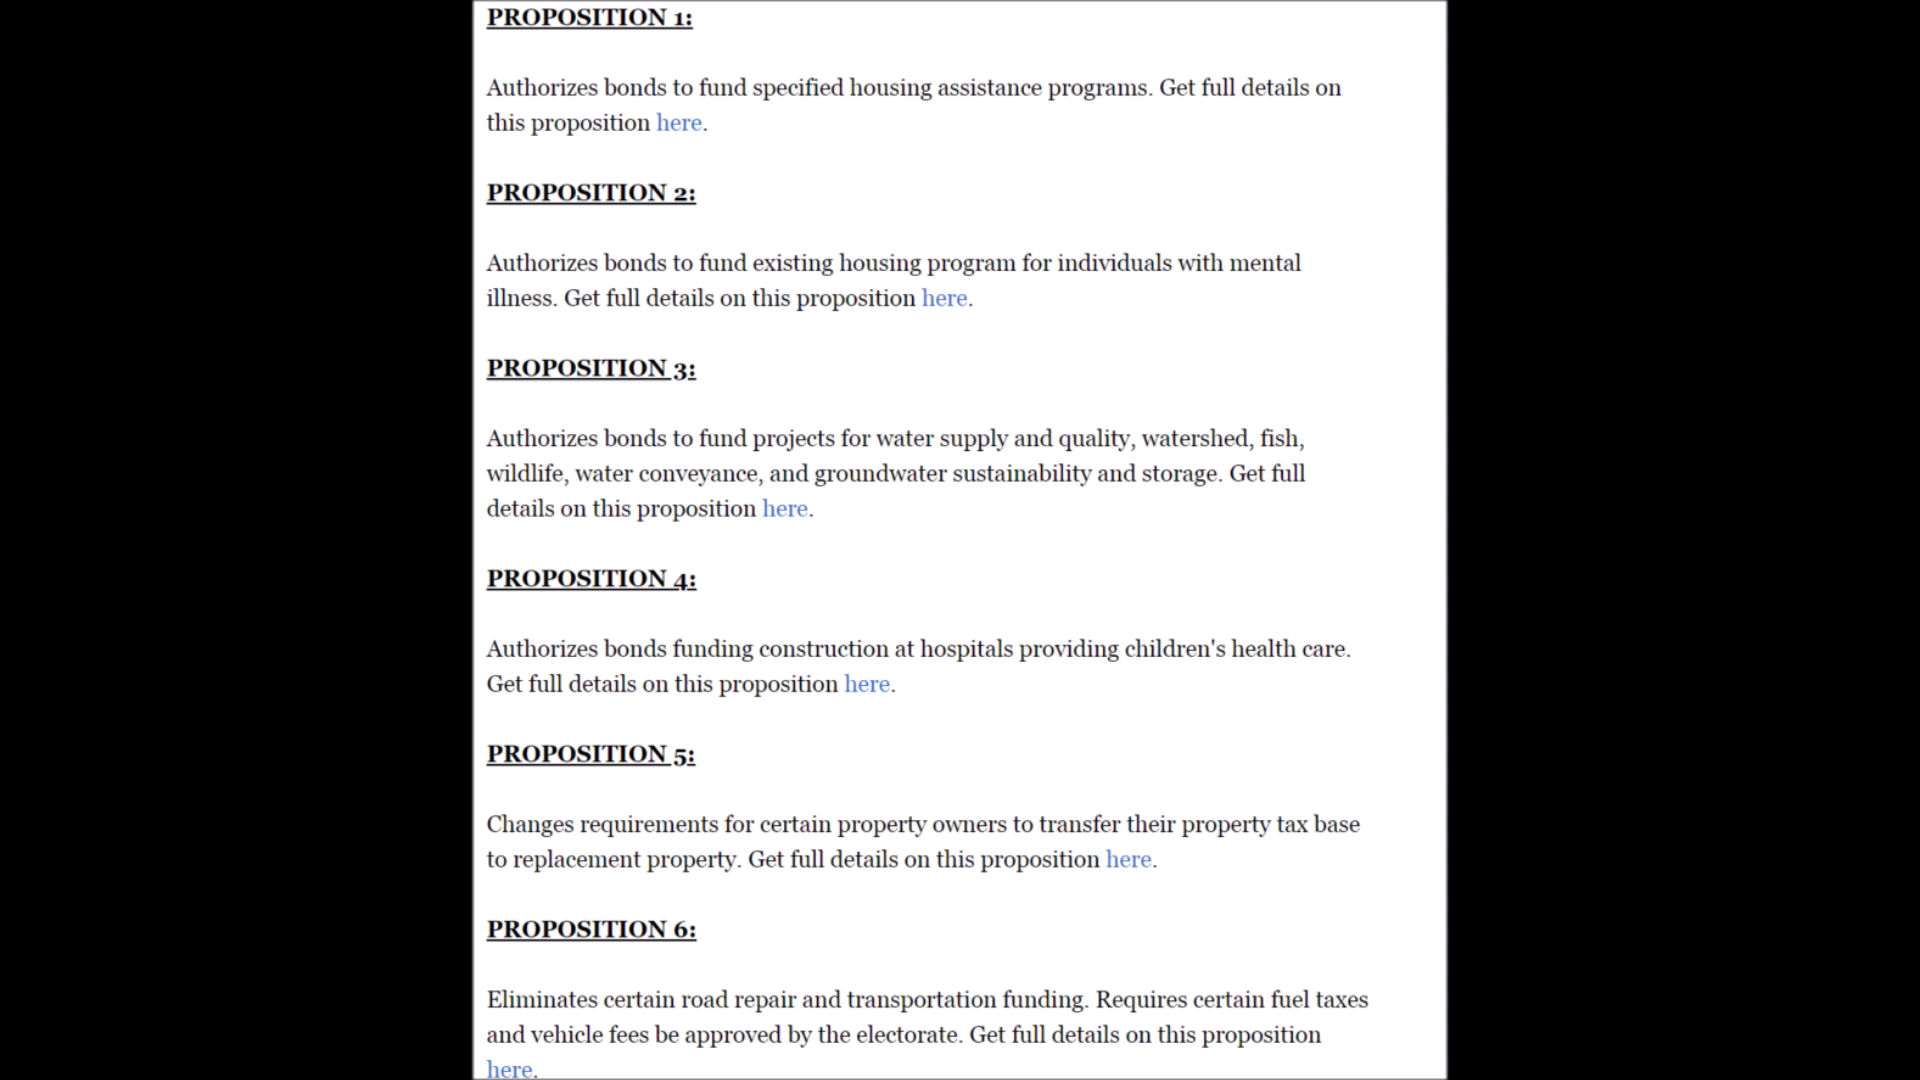 PROPOSITION 1:
Authorizes bonds to fund specified housing assistance programs. Get full details on
this proposition here.
PROPOSITION 2:
Authorizes bonds to fund existing housing program for individuals with mental
illness. Get full details on this proposition here.
PROPOSITION 3:
Authorizes bonds to fund projects for water supply and quality, watershed, fish,
wildlife, water conveyance, and groundwater sustainability and storage. Get full
details on this proposition here.
PROPOSITION 4:
Authorizes bonds funding construction at hospitals providing children's health care.
Get full details on this proposition here.
PROPOSITION 5:
Changes requirements for certain property owners to transfer their property tax base
to replacement property. Get full details on this proposition here.
PROPOSITION 6:
Eliminates certain road repair and transportation funding. Requires certain fuel taxes
and vehicle fees be approved by the electorate. Get full details on this proposition
here.